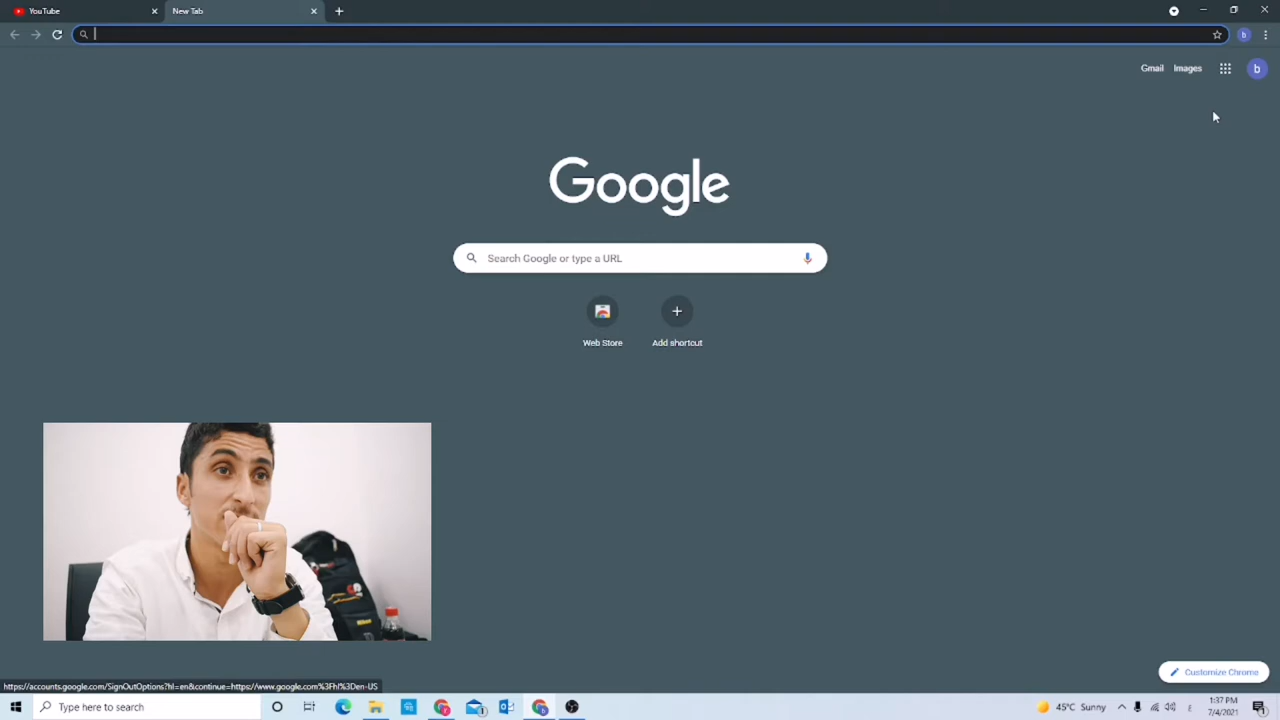 YouTube
New Tab
Gmail Images
b
Google
Search Google or type a URL
Web Store
Add shortcut
Customize Chrome
https://accounts.google.com/SignOutOptions?hl=en&continue=https://www.google.com%3Fhl%3Den-US
Type here to search
45°C Sunny
1:37 PM
7/4/2021